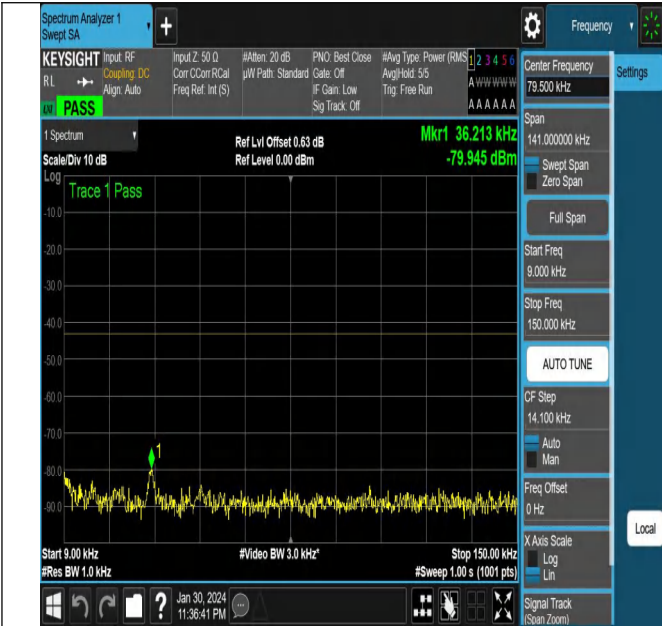 Spectrum Analyzer 1
Swept SA
+
Frequency
KEYSIGHT
RL
PASS
Input: RF
Coupling: DC
Align: Auto
Input Z: 50 Ω
Corr CCorr RCal
Freq Ref: Int (S)
#Atten: 20 dB
µW Path: Standard
PNO: Best Close
Gate: Off
IF Gain: Low
Sig Track: Off
#Avg Type: Power (RMS
Avg|Hold: 5/5
Trig: Free Run
1 2 3 4 5 6
A W W W W W
A A A A A A
1 Spectrum
Scale/Div 10 dB
Ref Lvl Offset 0.63 dB
Ref Level 0.00 dBm
Mkr1 36.213 kHz
-79.945 dBm
Log
Trace 1 Pass
-10.0
-20.0
-30.0
-40.0
-50.0
-60.0
-70.0
-80.0
-90.0
1
Start 9.00 kHz
#Res BW 1.0 kHz
#Video BW 3.0 kHz*
Stop 150.00 kHz
#Sweep 1.00 s (1001 pts)
Jan 30, 2024
11:36:41 PM
Center Frequency
79.500 kHz
Settings
Span
141.000000 kHz
Swept Span
Zero Span
Full Span
Start Freq
9.000 kHz
Stop Freq
150.000 kHz
AUTO TUNE
CF Step
14.100 kHz
Auto
Man
Freq Offset
0 Hz
X Axis Scale
Log
Lin
Local
Signal Track
(Span Zoom)